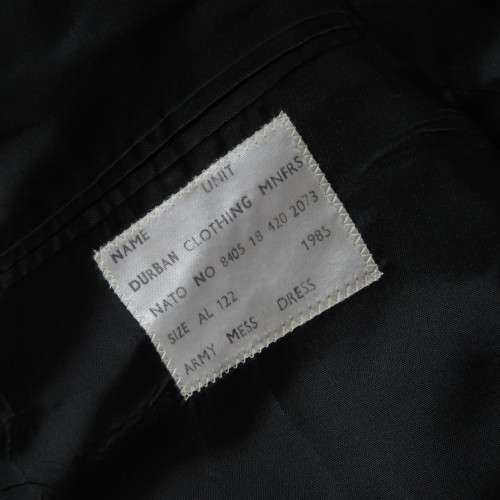 NAME UNIT
DURBAN CLOTHING MNFRS
NATO NO 8405 18 420 2073
SIZE AL 122 1985
ARMY MESS DRESS